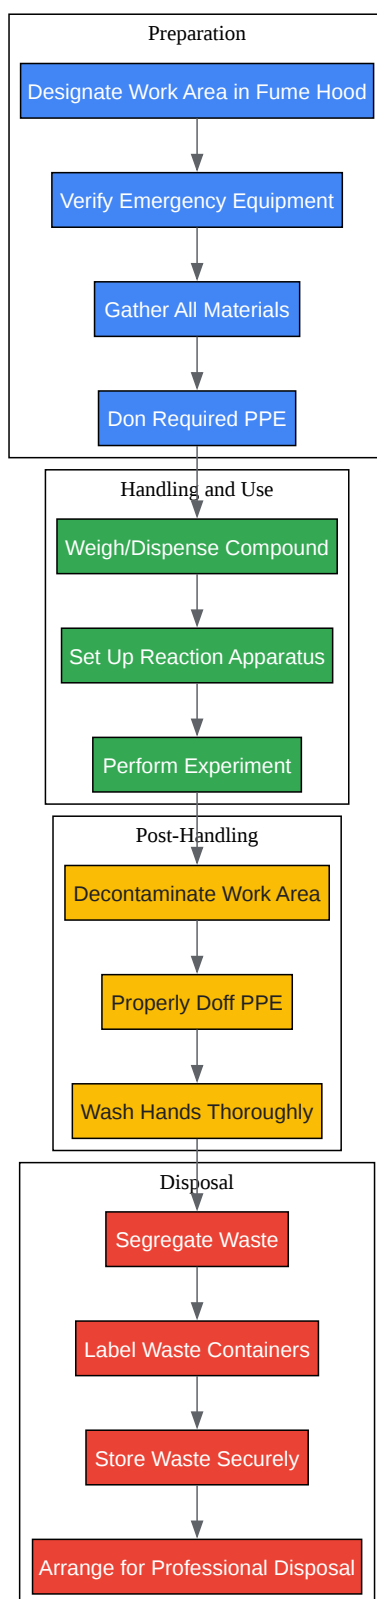 Preparation
Designate Work Area in Fume Hood
Verify Emergency Equipment
Gather All Materials
Don Required PPE
Handling and Use
Weigh/Dispense Compound
Set Up Reaction Apparatus
Perform Experiment
Post-Handling
Decontaminate Work Area
Properly Doff PPE
Wash Hands Thoroughly
Disposal
Segregate Waste
Label Waste Containers
Store Waste Securely
Arrange for Professional Disposal